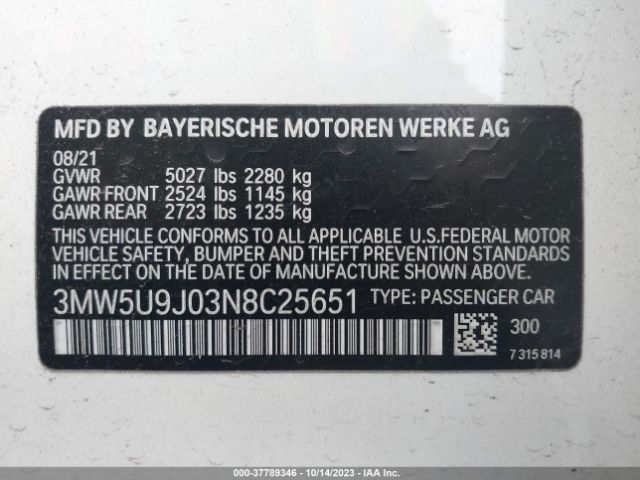 MFD BY BAYERISCHE MOTOREN WERKE AG
08/21
GVWR 5027 lbs 2280 kg
GAWR FRONT 2524 lbs 1145 kg
GAWR REAR 2723 lbs 1235 kg
THIS VEHICLE CONFORMS TO ALL APPLICABLE U.S.FEDERAL MOTOR
VEHICLE SAFETY, BUMPER AND THEFT PREVENTION STANDARDS
IN EFFECT ON THE DATE OF MANUFACTURE SHOWN ABOVE.
3MW5U9J03N8C25651 TYPE: PASSENGER CAR
300
7 315 814
000-37789346 - 10/14/2023 - IAA Inc.